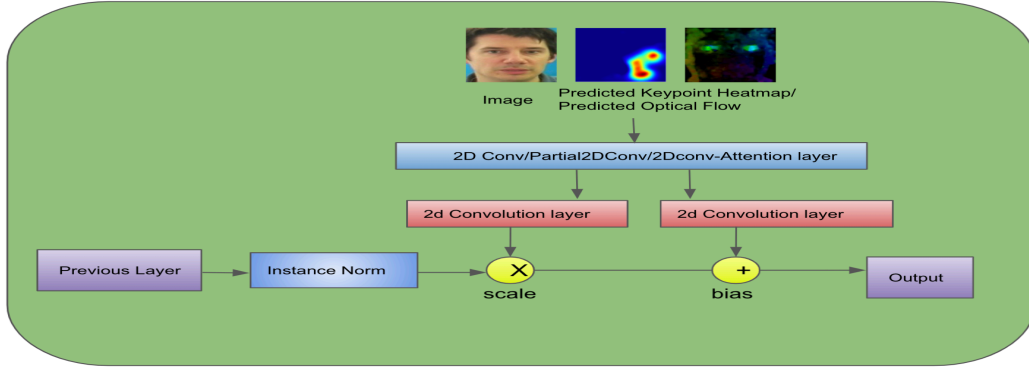 Image
Predicted Keypoint Heatmap/
Predicted Optical Flow
2D Conv/Partial2DConv/2Dconv-Attention layer
2d Convolution layer
2d Convolution layer
Previous Layer
Instance Norm
X
+
Output
scale
bias